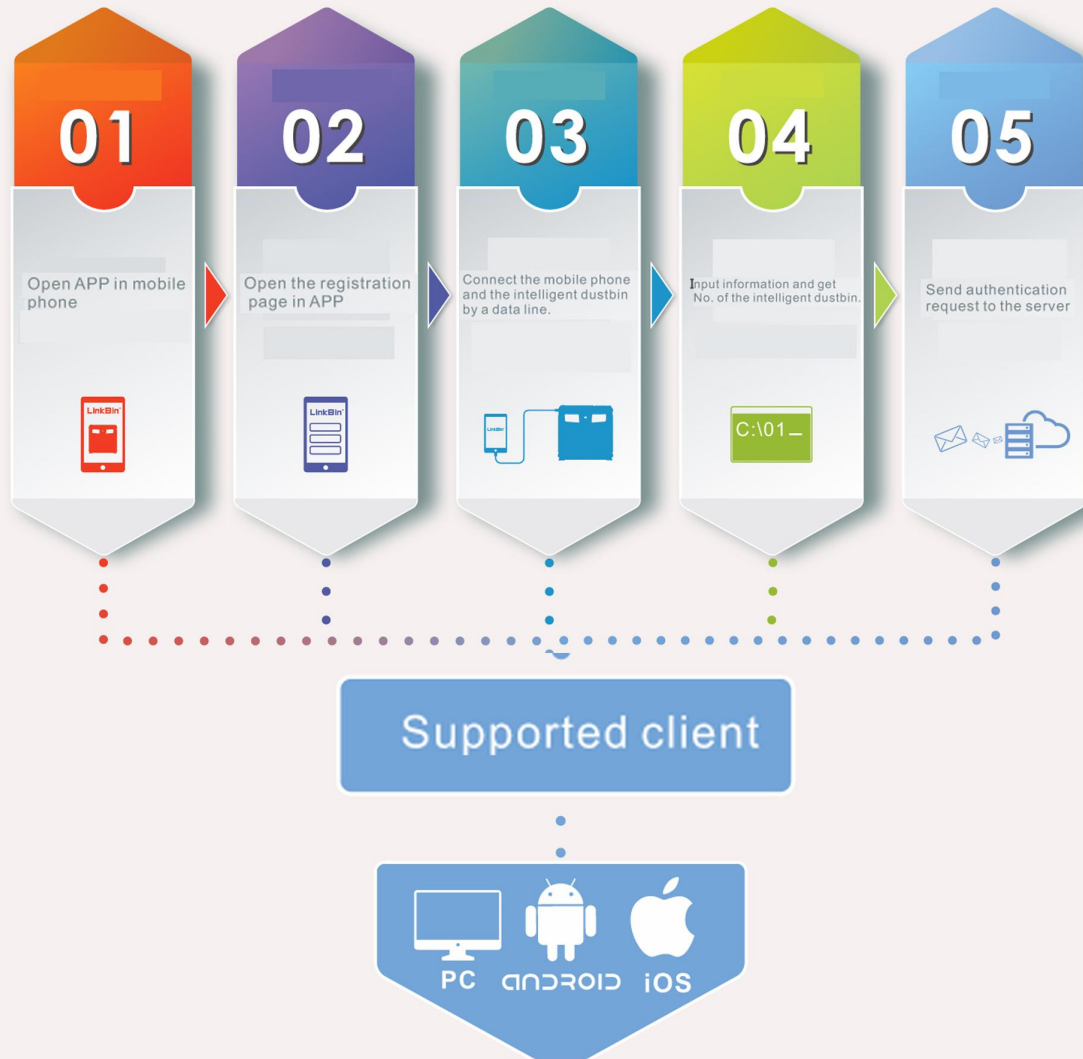 01
02
03
04
05
Open APP in mobile
phone
Open the registration
page in APP
Connect the mobile phone
and the intelligent dustbin
by a data line.
Input information and get
No. of the intelligent dustbin.
Send authentication
request to the server
LinkBin
LinkBin
LinkBin
C:\01_
Supported client
PC
ANDROID
iOS